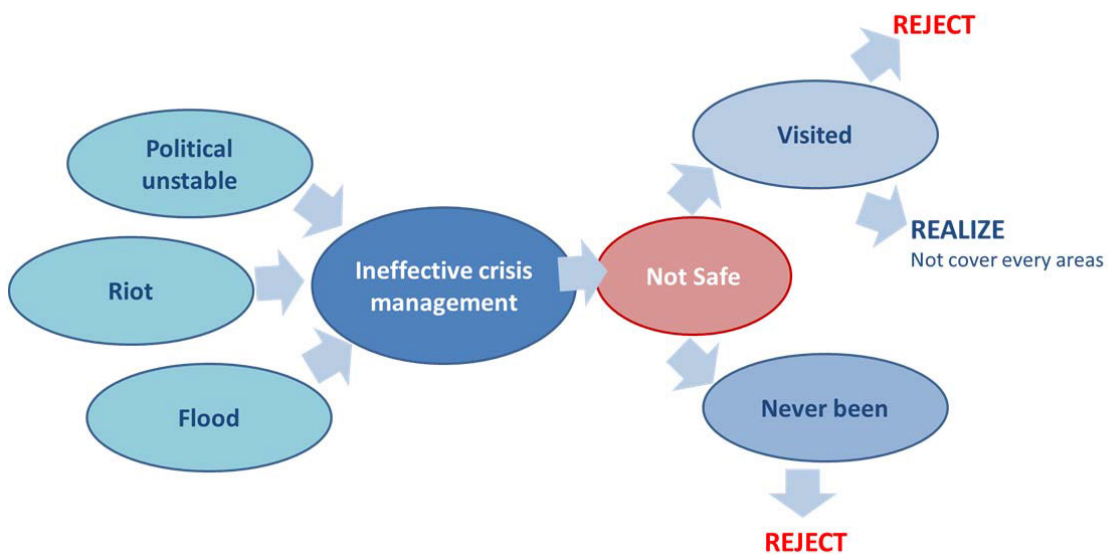 REJECT
Political
unstable
Visited
REALIZE
Not cover every areas
Ineffective crisis
management
Not Safe
Riot
Flood
Never been
REJECT